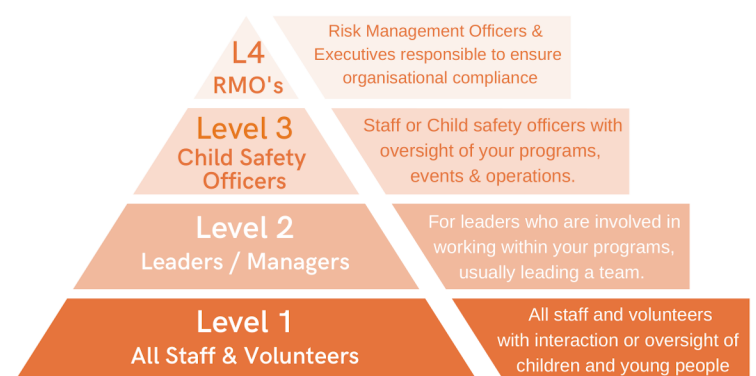 L4
RMO's
Risk Management Officers &
Executives responsible to ensure
organisational compliance
Level 3
Child Safety
Officers
Staff or Child safety officers with
oversight of your programs,
events & operations.
Level 2
Leaders / Managers
For leaders who are involved in
working within your programs,
usually leading a team.
Level 1
All Staff & Volunteers
All staff and volunteers
with interaction or oversight of
children and young people